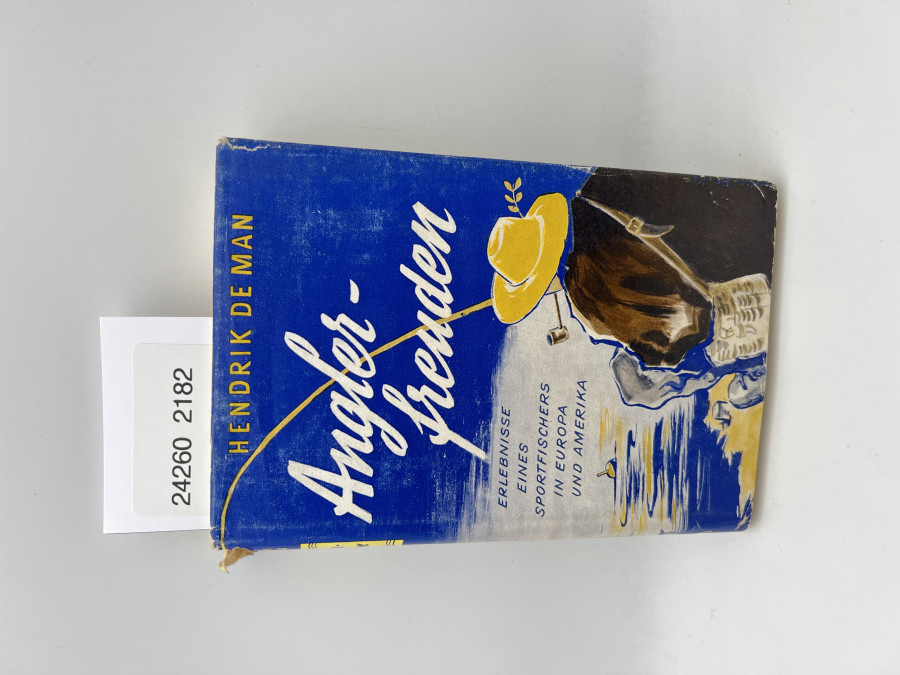 24260 2182
HENDRIK DE MAN
Angler-
freuden
ERLEBNISSE
EINES
SPORTFISCHERS
IN EUROPA
UND AMERIKA